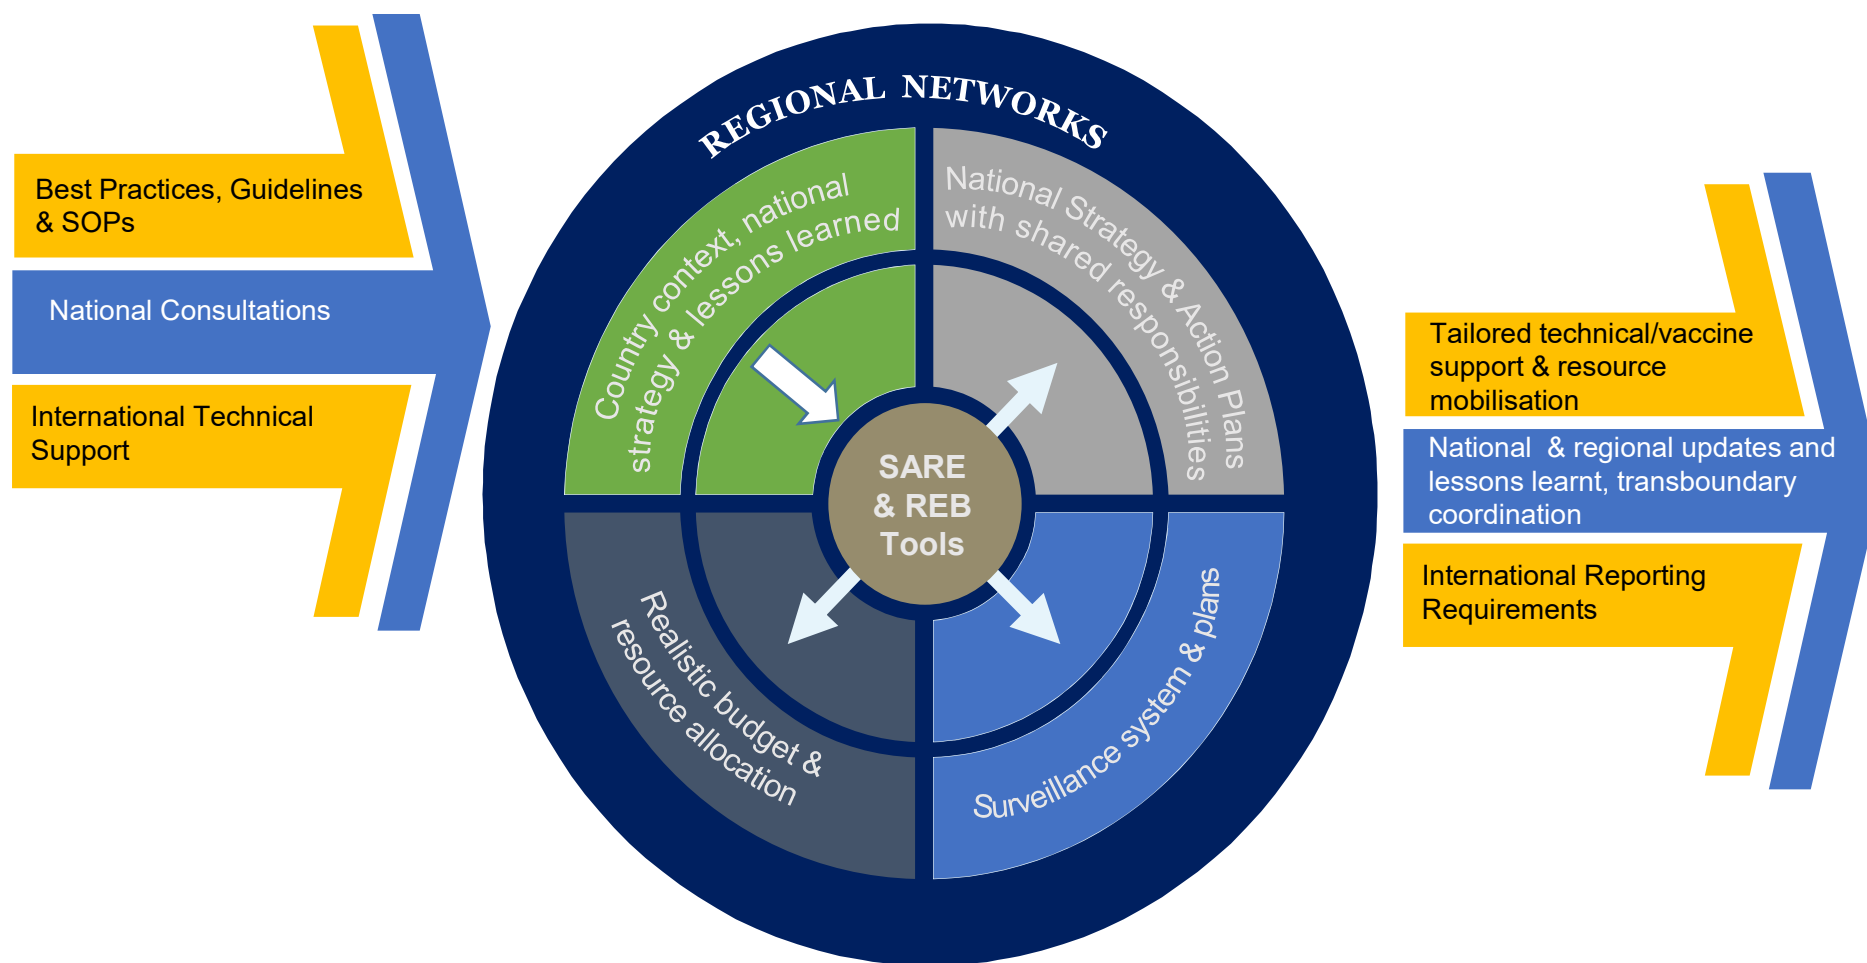 Best Practices, Guidelines
& SOPs
National Consultations
International Technical
Support
REGIONAL NETWORKS
Country context, national
strategy & lessons learned
National Strategy & Action Plans
with shared responsibilities
SARE
& REB
Tools
Realistic budget &
resource allocation
Surveillance system & plans
Tailored technical/vaccine
support & resource
mobilisation
National  & regional updates and
lessons learnt, transboundary
coordination
International Reporting
Requirements